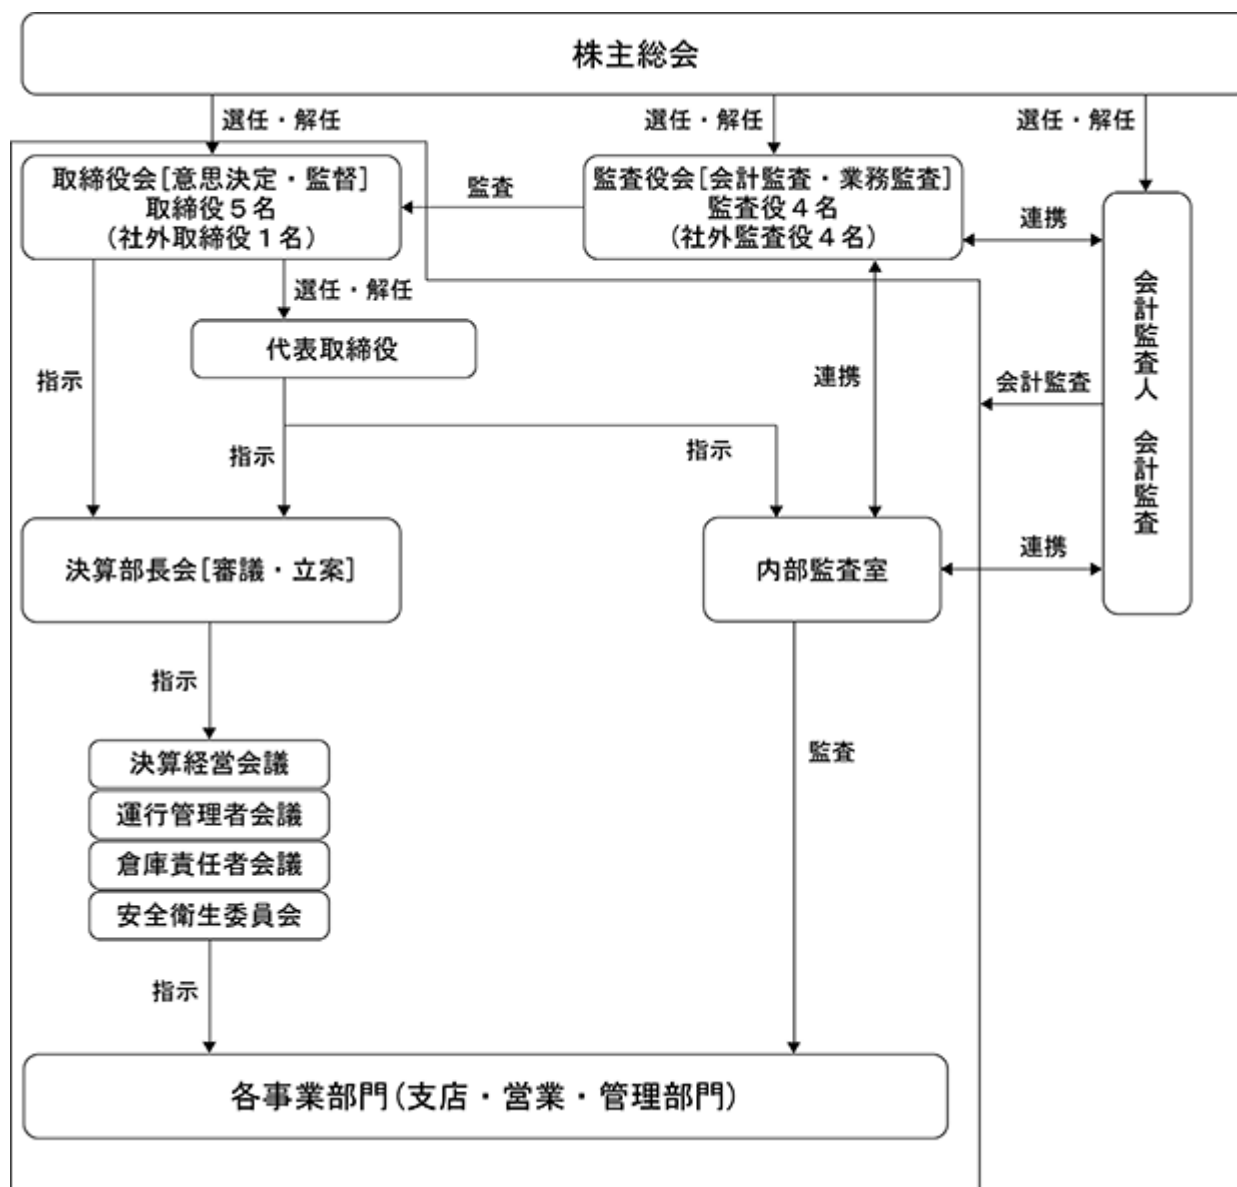 株主総会
選任・解任
選任・解任
選任・解任
取締役会[意思決定・監督]
取締役５名
(社外取締役１名)
監査
監査役会[会計監査・業務監査]
監査役４名
(社外監査役４名)
連携
会計監査人　会計監査
選任・解任
代表取締役
指示
連携
会計監査
指示
指示
決算部長会[審議・立案]
内部監査室
連携
指示
決算経営会議
運行管理者会議
倉庫責任者会議
安全衛生委員会
監査
指示
各事業部門(支店・営業・管理部門)